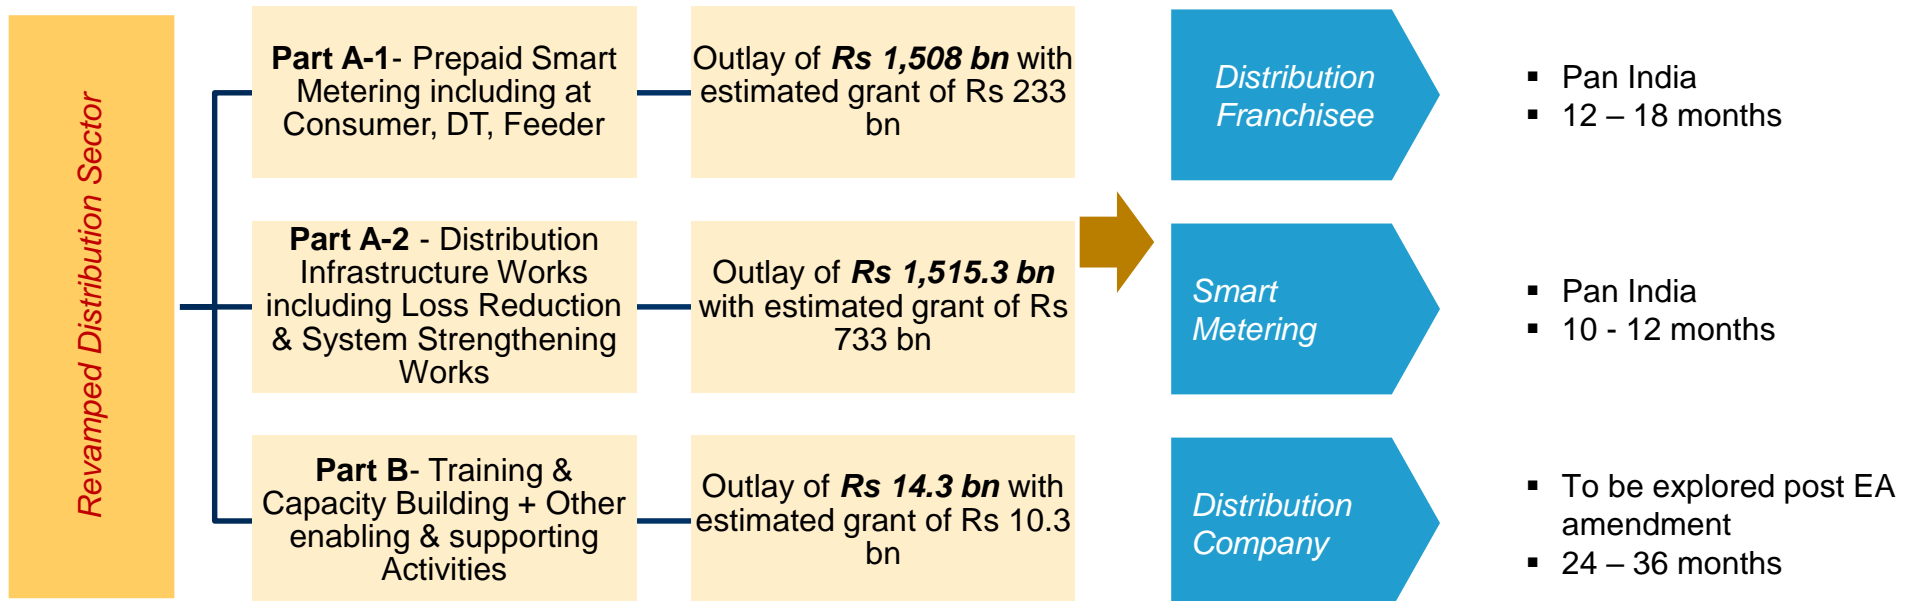 Revamped Distribution Sector
Part A-1- Prepaid Smart
Metering including at
Consumer, DT, Feeder
Outlay of Rs 1,508 bn with
estimated grant of Rs 233
bn
Part A-2 - Distribution
Infrastructure Works
including Loss Reduction
& System Strengthening
Works
Outlay of Rs 1,515.3 bn
with estimated grant of Rs
733 bn
Part B- Training &
Capacity Building + Other
enabling & supporting
Activities
Outlay of Rs 14.3 bn with
estimated grant of Rs 10.3
bn
Distribution
Franchisee
▪ Pan India
▪ 12 – 18 months
Smart
Metering
▪ Pan India
▪ 10 - 12 months
Distribution
Company
▪ To be explored post EA
amendment
▪ 24 – 36 months